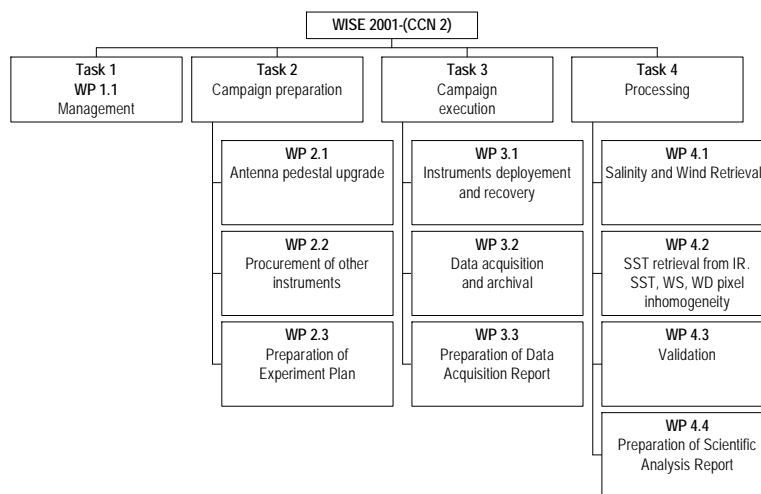 WISE 2001-(CCN 2)
Task 1
WP 1.1
Management
Task 2
Campaign preparation
Task 3
Campaign
execution
Task 4
Processing
WP 2.1
Antenna pedestal upgrade
WP 2.2
Procurement of other
instruments
WP 2.3
Preparation of
Experiment Plan
WP 3.1
Instruments deployement
and recovery
WP 3.2
Data acquisition
and archival
WP 3.3
Preparation of Data
Acquisition Report
WP 4.1
Salinity and Wind Retrieval
WP 4.2
SST retrieval from IR.
SST, WS, WD pixel
inhomogeneity
WP 4.3
Validation
WP 4.4
Preparation of Scientific
Analysis Report